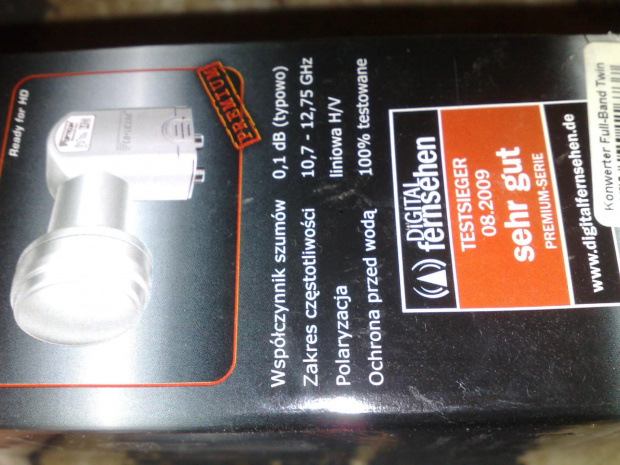 Ready for HD
PREMIUM
Współczynnik szumów 0,1 dB (typowo)
Zakres częstotliwości 10,7 - 12,75 GHz
Polaryzacja liniowa H/V
Ochrona przed wodą 100% testowane
DIGITAL
fernsehen
TESTSIEGER
08.2009
sehr gut
PREMIUM-SERIE
www.digitalfernsehen.de
Konwerter Full-Band Twin